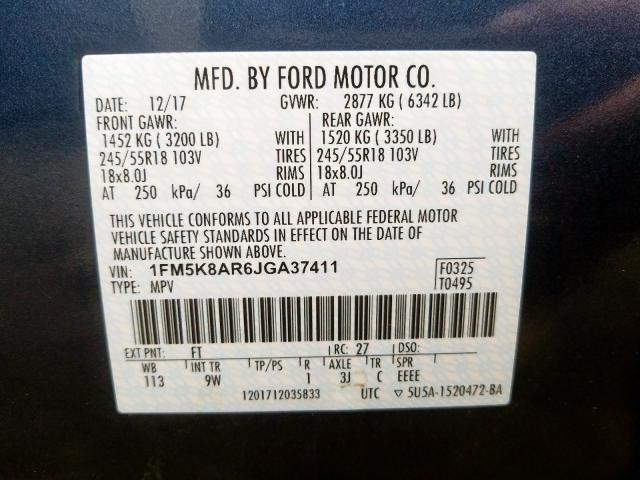 MFD. BY FORD MOTOR CO.
DATE: 12/17 GVWR: 2877 KG ( 6342 LB)
FRONT GAWR: REAR GAWR:
1452 KG ( 3200 LB) WITH 1520 KG ( 3350 LB) WITH
245/55R18 103V TIRES 245/55R18 103V TIRES
18x8.0J RIMS 18x8.0J RIMS
AT 250 kPa/ 36 PSI COLD AT 250 kPa/ 36 PSI COLD
THIS VEHICLE CONFORMS TO ALL APPLICABLE FEDERAL MOTOR
VEHICLE SAFETY STANDARDS IN EFFECT ON THE DATE OF
MANUFACTURE SHOWN ABOVE.
VIN: 1FM5K8AR6JGA37411 F0325
TYPE: MPV T0495
EXT PNT: FT RC: 27 DSO:
WB INT TR TP/PS R AXLE TR SPR
113 9W 1 3J C EEEE
1201712035833 UTC ▽ 5U5A-1520472-BA